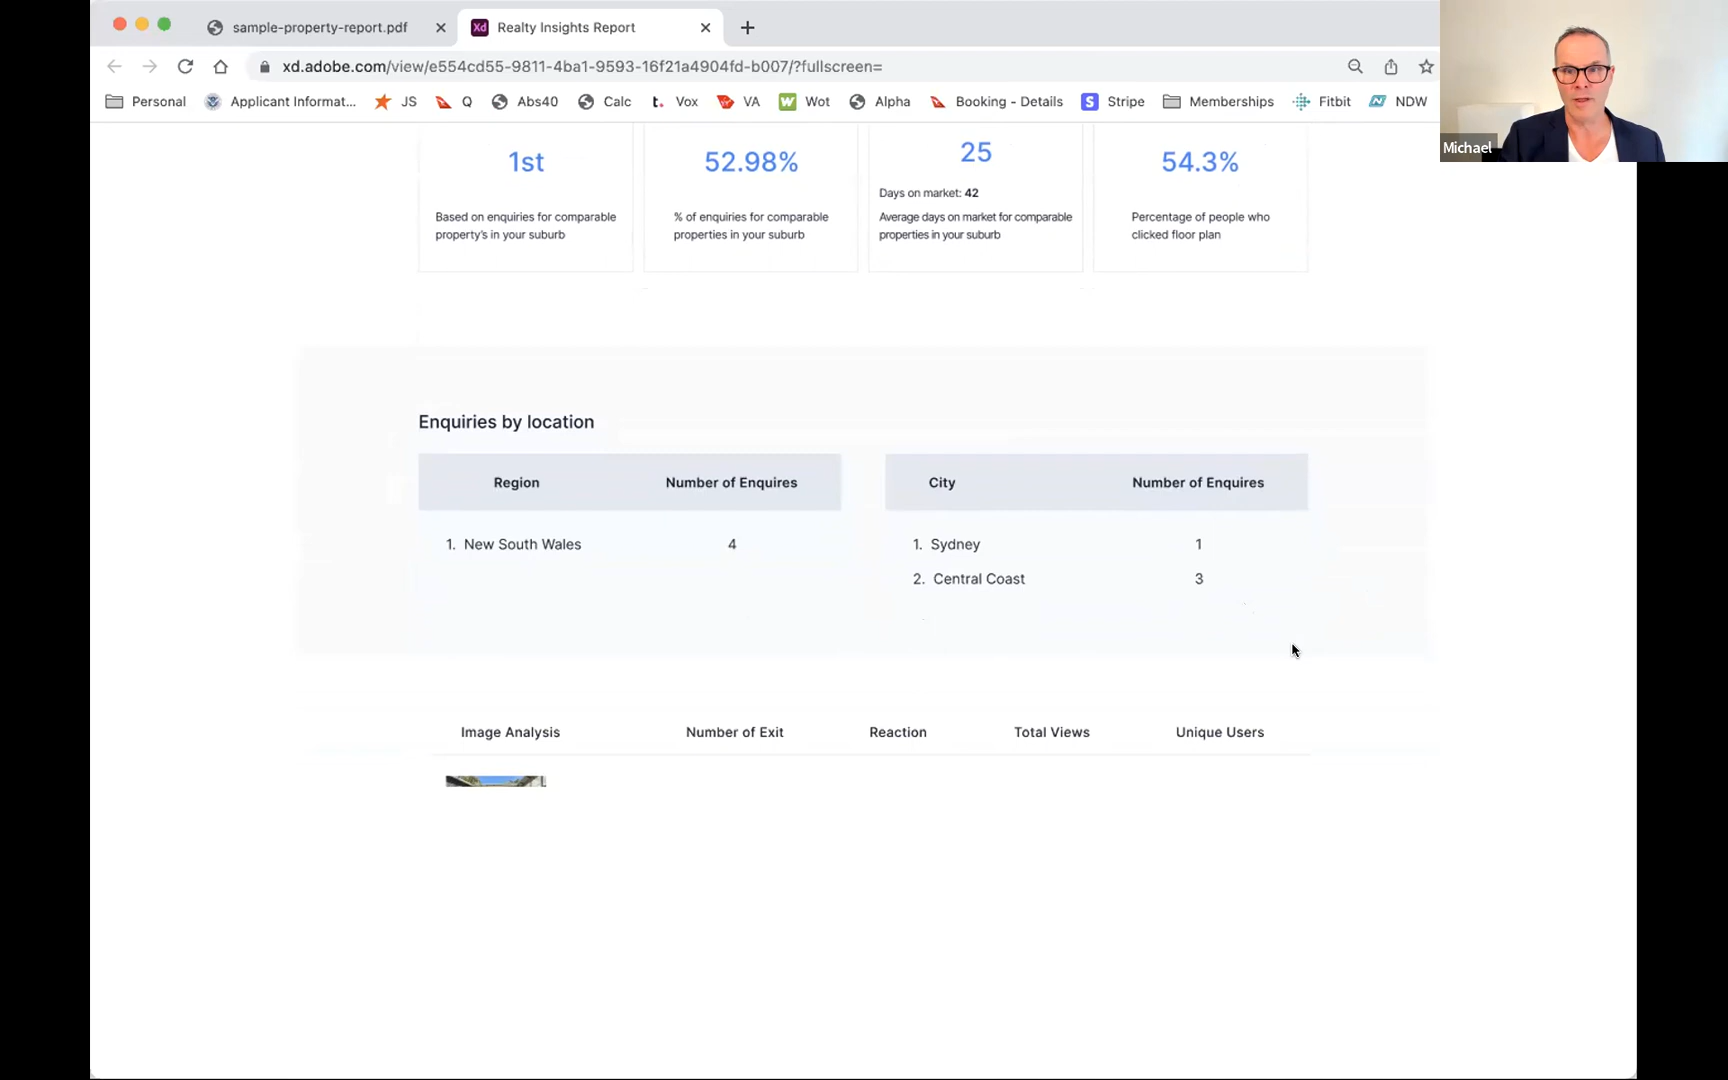 sample-property-report.pdf
Xd Realty Insights Report
xd.adobe.com/view/e554cd55-9811-4ba1-9593-16f21a4904fd-b007/?fullscreen=
Personal Applicant Informat... JS Q Abs40 Calc t. Vox VA W Wot Alpha Booking - Details S Stripe Memberships Fitbit NDW
Michael
1st 52.98% 25 54.3%
Days on market: 42
Based on enquiries for comparable % of enquiries for comparable Average days on market for comparable Percentage of people who
property's in your suburb properties in your suburb properties in your suburb clicked floor plan
Enquiries by location
Region Number of Enquires City Number of Enquires
1. New South Wales 4 1. Sydney 1
2. Central Coast 3
Image Analysis Number of Exit Reaction Total Views Unique Users